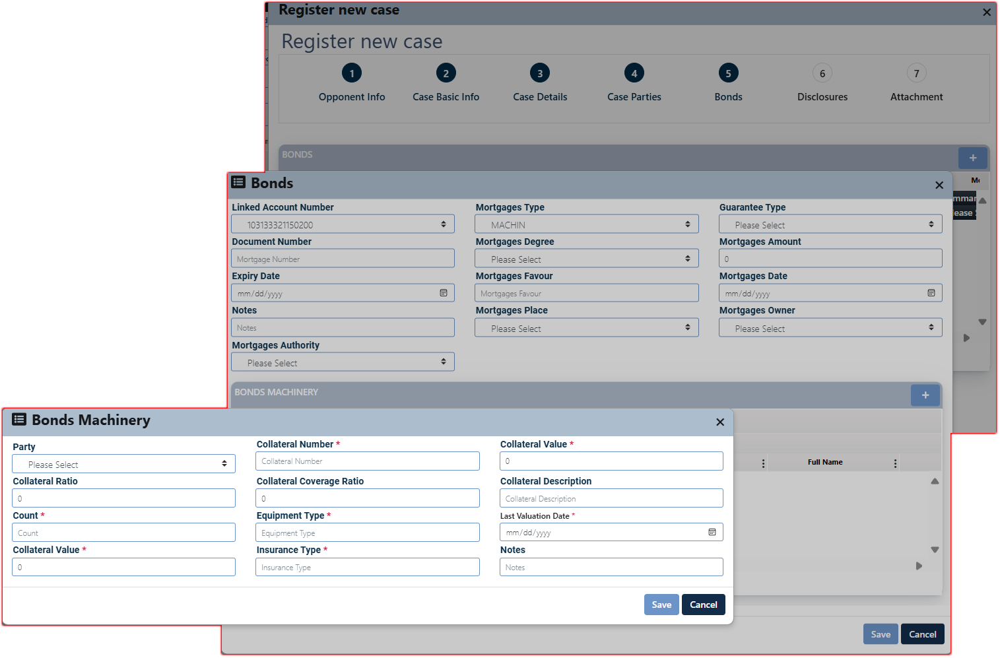 Register new case
Register new case
1 2 3 4 5 6 7
Opponent Info Case Basic Info Case Details Case Parties Bonds Disclosures Attachment
BONDS
+
Bonds
Linked Account Number Mortgages Type Guarantee Type
103133321150200 MACHIN Please Select
Document Number Mortgages Degree Mortgages Amount
Mortgage Number Please Select 0
Expiry Date Mortgages Favour Mortgages Date
mm/dd/yyyy Mortgages Favour mm/dd/yyyy
Notes Mortgages Place Mortgages Owner
Notes Please Select Please Select
Mortgages Authority
Please Select
BONDS MACHINERY
+
Full Name
Bonds Machinery
Party Collateral Number * Collateral Value *
Please Select Collateral Number 0
Collateral Ratio Collateral Coverage Ratio Collateral Description
0 0 Collateral Description
Count * Equipment Type * Last Valuation Date *
Count Equipment Type mm/dd/yyyy
Collateral Value * Insurance Type * Notes
0 Insurance Type Notes
Save Cancel
Save Cancel